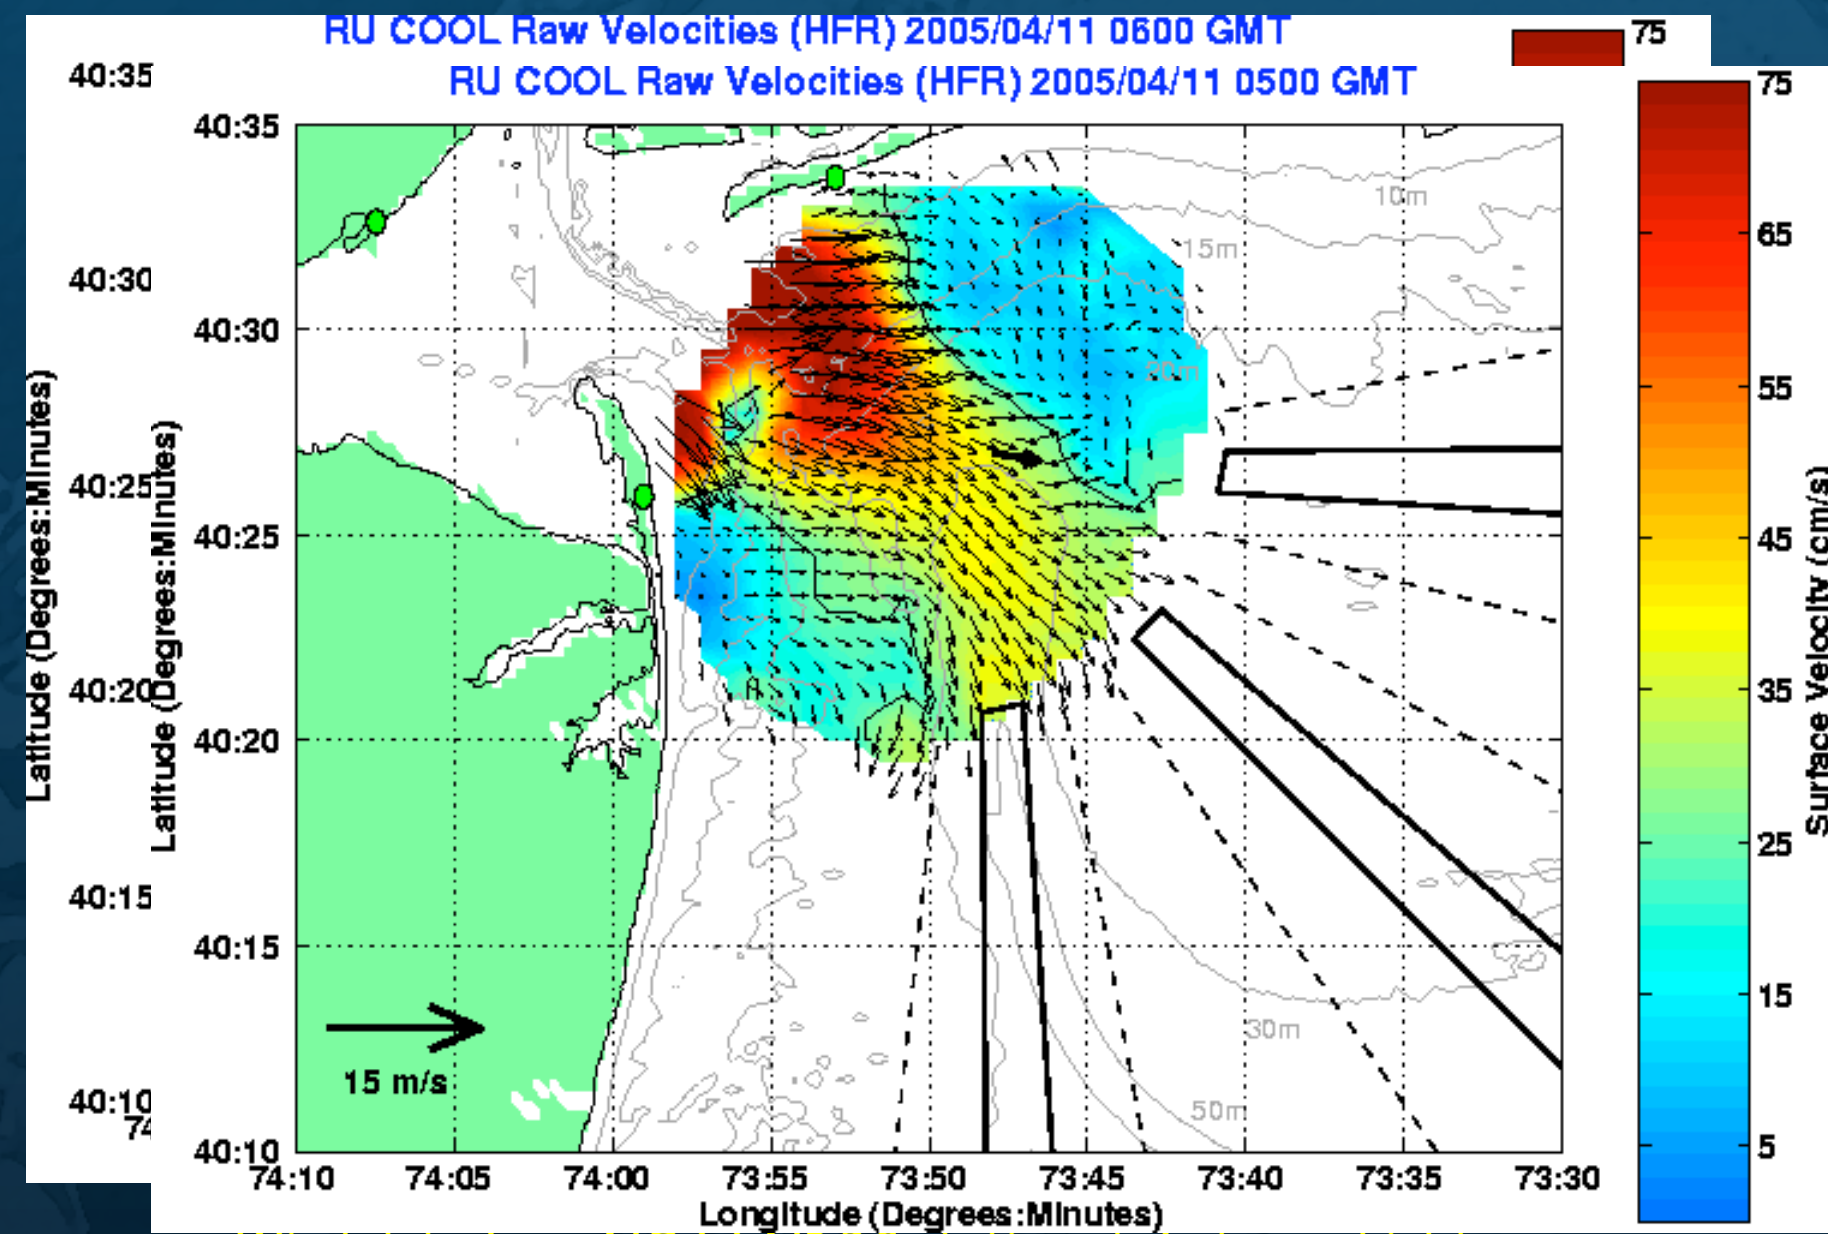 RU COOL Raw Velocities (HFR) 2005/04/11 0600 GMT
75
40:35
40:30
40:25
40:20
40:15
40:10
74
Latitude (Degrees:Minutes)
RU COOL Raw Velocities (HFR) 2005/04/11 0500 GMT
40:35
40:30
40:25
40:20
40:15
40:10
Latitude (Degrees:Minutes)
10m
15m
20m
30m
50m
15 m/s
74:10 74:05 74:00 73:55 73:50 73:45 73:40 73:35 73:30
Longitude (Degrees:Minutes)
75
65
55
45
35
25
15
5
Surface Velocity (cm/s)